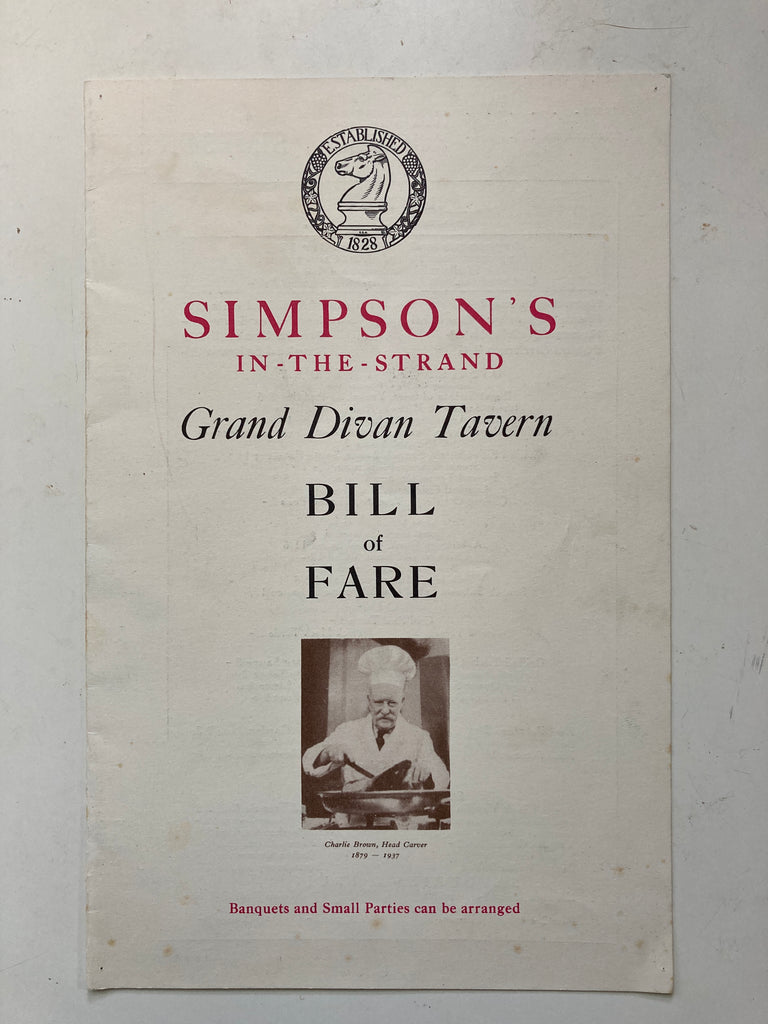 ESTABLISHED
1828
SIMPSON'S
IN-THE-STRAND
Grand Divan Tavern
BILL
of
FARE
Charlie Brown, Head Carver
1879 — 1937
Banquets and Small Parties can be arranged